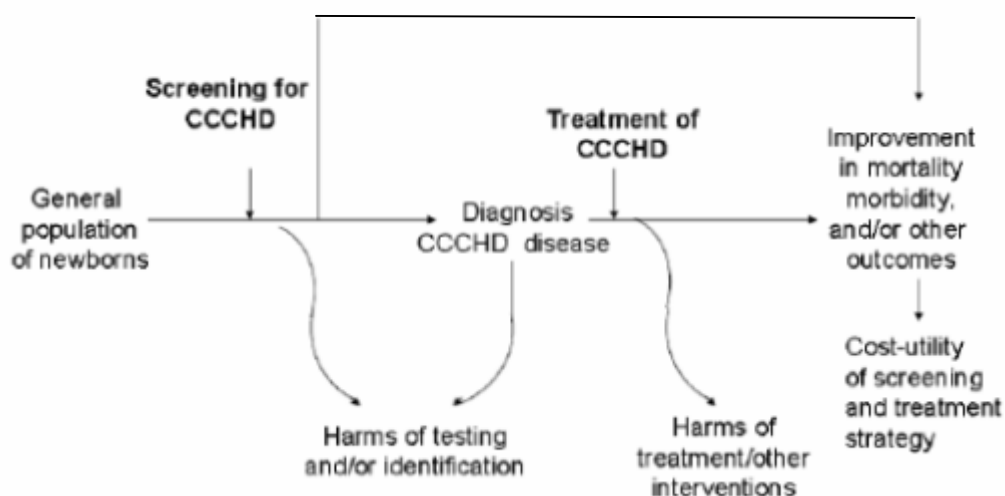 Screening for
CCCHD
Treatment of
CCCHD
Improvement
in mortality
morbidity,
and/or other
outcomes
General
population
of newborns
Diagnosis
CCCHD disease
Cost-utility
of screening
and treatment
strategy
Harms of testing
and/or identification
Harms of
treatment/other
interventions